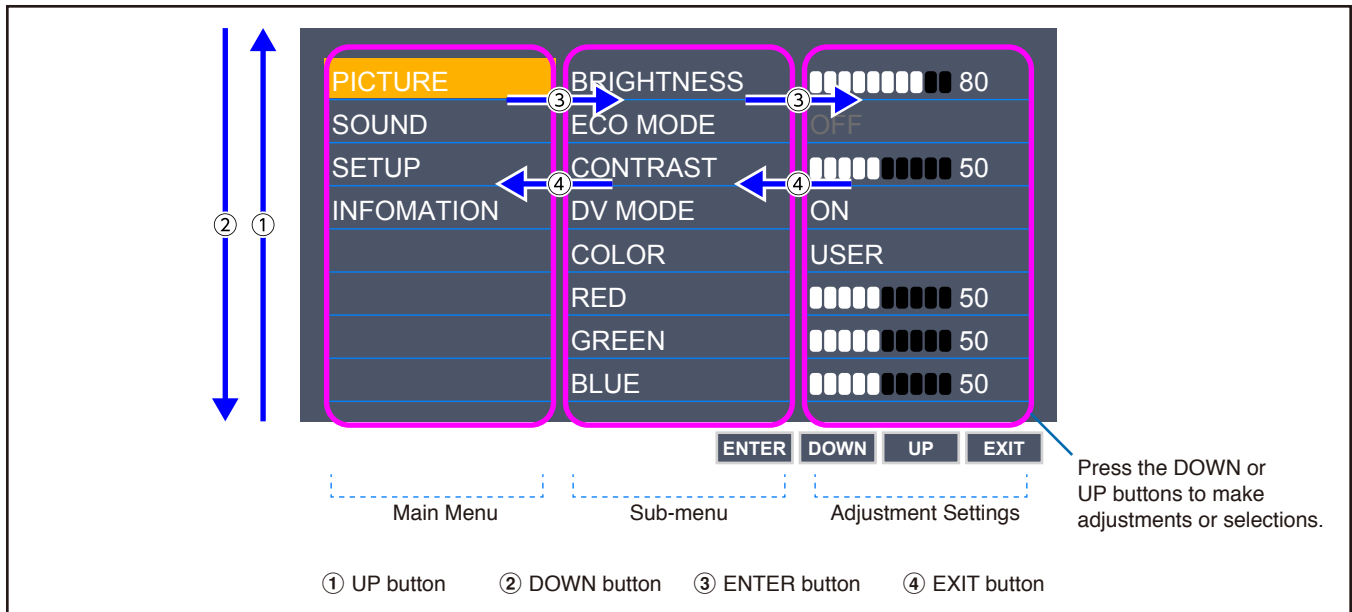 PICTURE BRIGHTNESS 80
③ ③
SOUND ECO MODE OFF
SETUP CONTRAST 50
④ ④
INFOMATION DV MODE ON
② ①
COLOR USER
RED 50
GREEN 50
BLUE 50
ENTER DOWN UP EXIT
Press the DOWN or
UP buttons to make
adjustments or selections.
Main Menu Sub-menu Adjustment Settings
① UP button ② DOWN button ③ ENTER button ④ EXIT button